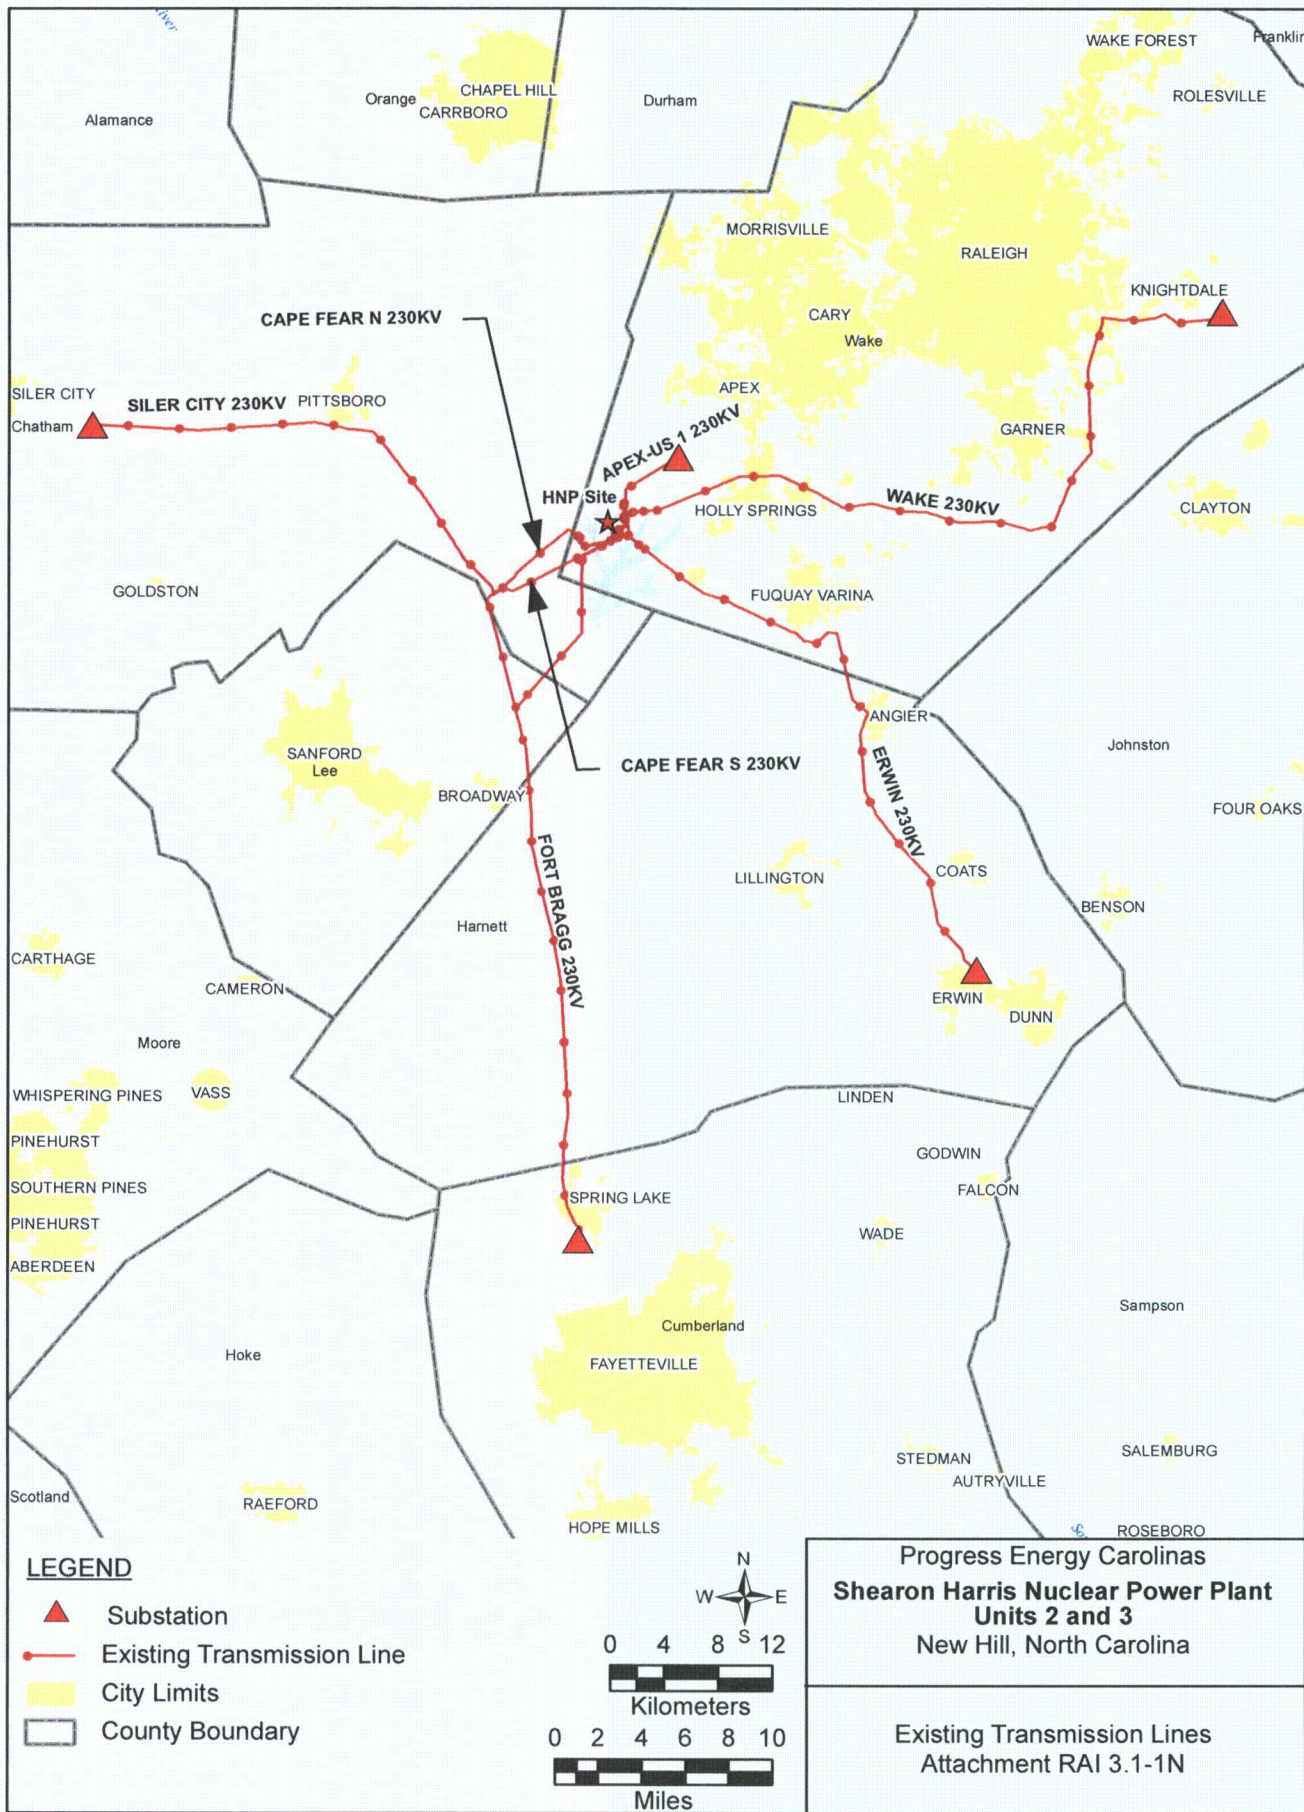 River
WAKE FOREST
Franklin
ROLESVILLE
Orange
CHAPEL HILL
CARRBORO
Durham
Alamance
MORRISVILLE
RALEIGH
KNIGHTDALE
CAPE FEAR N 230KV
CARY
Wake
SILER CITY
Chatham
SILER CITY 230KV
PITTSBORO
APEX
APEX-US 1 230KV
GARNER
HNP Site
HOLLY SPRINGS
WAKE 230KV
CLAYTON
GOLDSTON
FUQUAY VARINA
ANGIER
SANFORD
Lee
CAPE FEAR S 230KV
Johnston
BROADWAY
ERWIN 230KV
FOUR OAKS
FORT BRAGG 230KV
LILLINGTON
COATS
BENSON
Harnett
CARTHAGE
CAMERON
ERWIN
DUNN
Moore
WHISPERING PINES
VASS
LINDEN
PINEHURST
GODWIN
SOUTHERN PINES
SPRING LAKE
FALCON
PINEHURST
WADE
ABERDEEN
Sampson
Cumberland
Hoke
FAYETTEVILLE
STEDMAN
SALEMBURG
AUTRYVILLE
Scotland
RAEFORD
HOPE MILLS
ROSEBORO
LEGEND
Substation
Existing Transmission Line
City Limits
County Boundary
N
W E
S
0 4 8 12
Kilometers
0 2 4 6 8 10
Miles
Progress Energy Carolinas
Shearon Harris Nuclear Power Plant
Units 2 and 3
New Hill, North Carolina
Existing Transmission Lines
Attachment RAI 3.1-1N